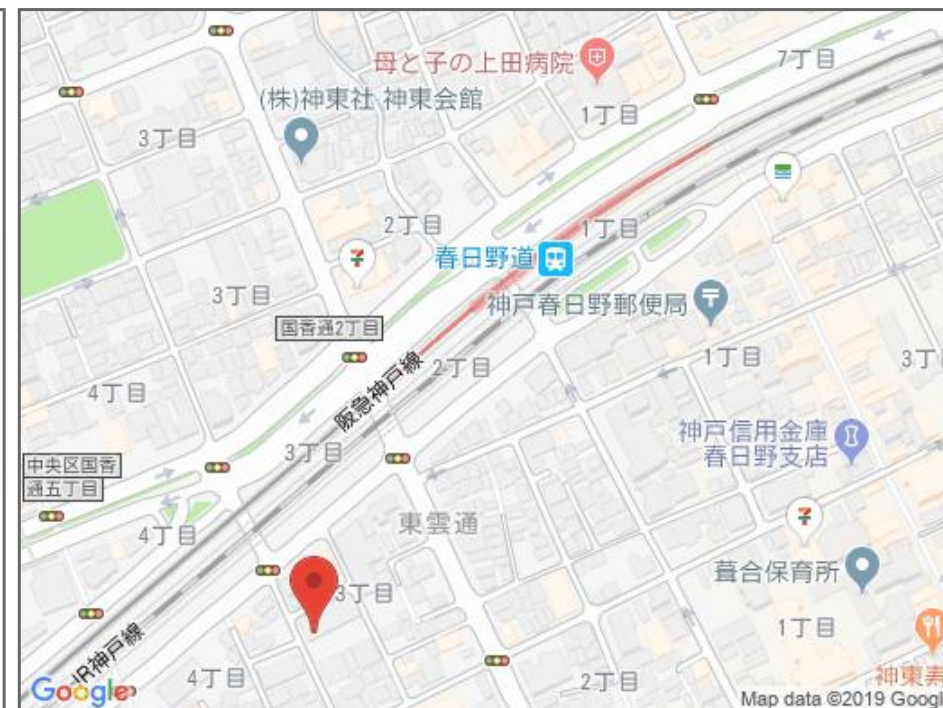 母と子の上田病院
7丁目
(株)神東社 神東会館
1丁目
3丁目
2丁目
1丁目
春日野道
3丁目
神戸春日野郵便局
国香通2丁目
1丁目
3丁
2丁目
阪急神戸線
4丁目
神戸信用金庫
春日野支店
3丁目
中央区国香
通五丁目
東雲通
4丁目
葺合保育所
3丁目
1丁目
JR神戸線
4丁目
2丁目
神東寿
Google
Map data ©2019 Googl